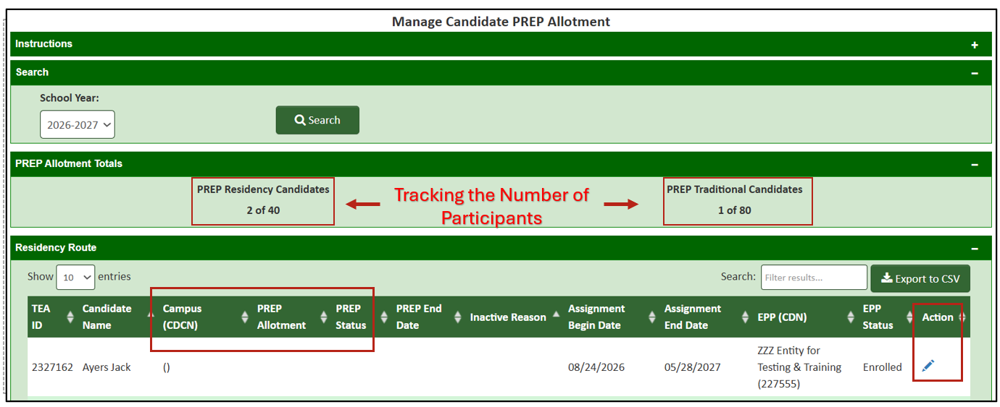 Manage Candidate PREP Allotment
Instructions
+
Search
–
School Year:
2026-2027
Search
PREP Allotment Totals
–
PREP Residency Candidates
2 of 40
Tracking the Number of
Participants
PREP Traditional Candidates
1 of 80
Residency Route
–
Show 10 entries
Search: Filter results... Export to CSV
TEA ID
Candidate Name
Campus (CDCN)
PREP Allotment
PREP Status
PREP End Date
Inactive Reason
Assignment Begin Date
Assignment End Date
EPP (CDN)
EPP Status
Action
2327162
Ayers Jack
()
08/24/2026
05/28/2027
ZZZ Entity for
Testing & Training
(227555)
Enrolled